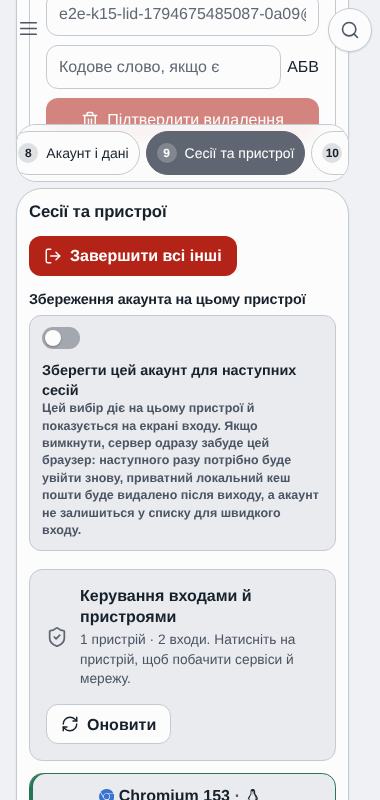 e2e-k15-lid-1794675485087-0a09@
Кодове слово, якщо є
АБВ
Підтвердити видалення
8 Акаунт і дані
9 Сесії та пристрої
10
Сесії та пристрої
Завершити всі інші
Збереження акаунта на цьому пристрої
Зберегти цей акаунт для наступних
сесій
Цей вибір діє на цьому пристрої й
показується на екрані входу. Якщо
вимкнути, сервер одразу забуде цей
браузер: наступного разу потрібно буде
увійти знову, приватний локальний кеш
пошти буде видалено після виходу, а акаунт
не залишиться у списку для швидкого
входу.
Керування входами й
пристроями
1 пристрій · 2 входи. Натисніть на
пристрій, щоб побачити сервіси й
мережу.
Оновити
Chromium 153 ·